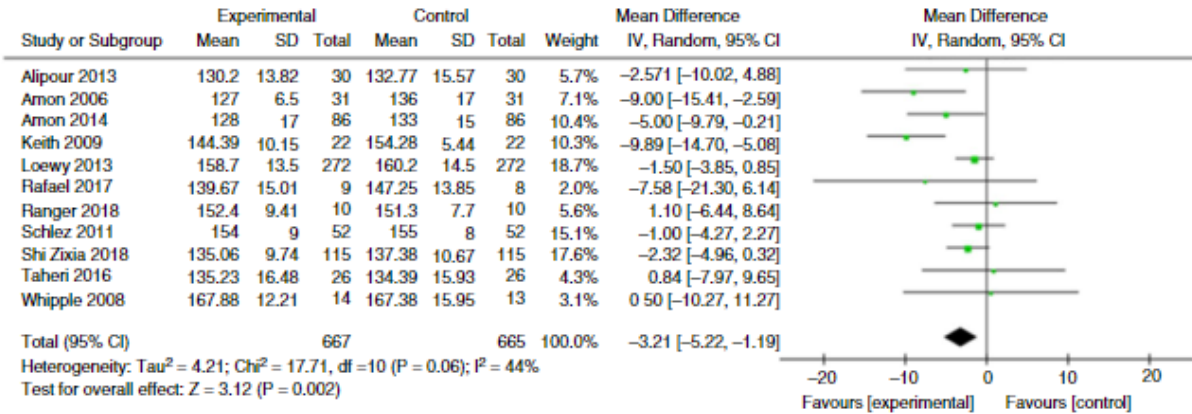 Experimental Control Mean Difference Mean Difference
Study or Subgroup Mean SD Total Mean SD Total Weight IV, Random, 95% CI IV, Random, 95% CI
Alipour 2013 130.2 13.82 30 132.77 15.57 30 5.7% −2.571 [−10.02, 4.88]
Amon 2006 127 6.5 31 136 17 31 7.1% −9.00 [−15.41, −2.59]
Amon 2014 128 17 86 133 15 86 10.4% −5.00 [−9.79, −0.21]
Keith 2009 144.39 10.15 22 154.28 5.44 22 10.3% −9.89 [−14.70, −5.08]
Loewy 2013 158.7 13.5 272 160.2 14.5 272 18.7% −1.50 [−3.85, 0.85]
Rafael 2017 139.67 15.01 9 147.25 13.85 8 2.0% −7.58 [−21.30, 6.14]
Ranger 2018 152.4 9.41 10 151.3 7.7 10 5.6% 1.10 [−6.44, 8.64]
Schlez 2011 154 9 52 155 8 52 15.1% −1.00 [−4.27, 2.27]
Shi Zixia 2018 135.06 9.74 115 137.38 10.67 115 17.6% −2.32 [−4.96, 0.32]
Taheri 2016 135.23 16.48 26 134.39 15.93 26 4.3% 0.84 [−7.97, 9.65]
Whipple 2008 167.88 12.21 14 167.38 15.95 13 3.1% 0 50 [−10.27, 11.27]
Total (95% CI) 667 665 100.0% −3.21 [−5.22, −1.19]
Heterogeneity: Tau² = 4.21; Chi² = 17.71, df =10 (P = 0.06); I² = 44%
Test for overall effect: Z = 3.12 (P = 0.002)
−20 −10 0 10 20
Favours [experimental] Favours [control]